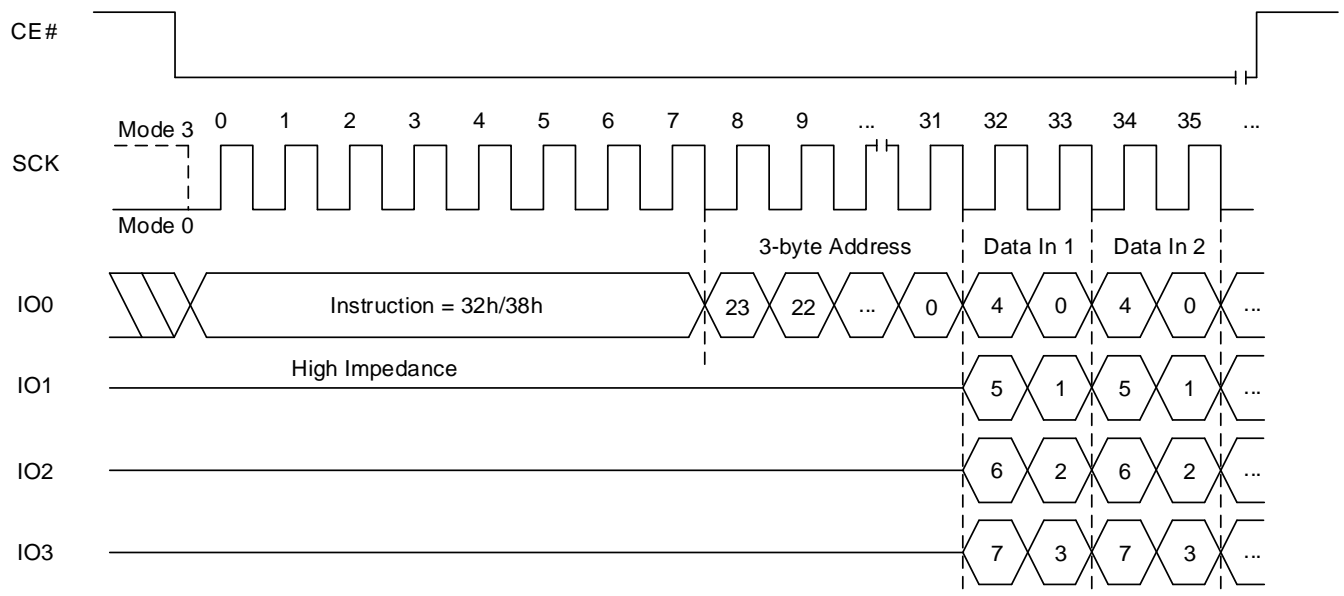 CE#
Mode 3 0 1 2 3 4 5 6 7 8 9 ... 31 32 33 34 35 ...
SCK
Mode 0
3-byte Address Data In 1 Data In 2
IO0 Instruction = 32h/38h 23 22 ... 0 4 0 4 0 ...
High Impedance
IO1 5 1 5 1 ...
IO2 6 2 6 2 ...
IO3 7 3 7 3 ...